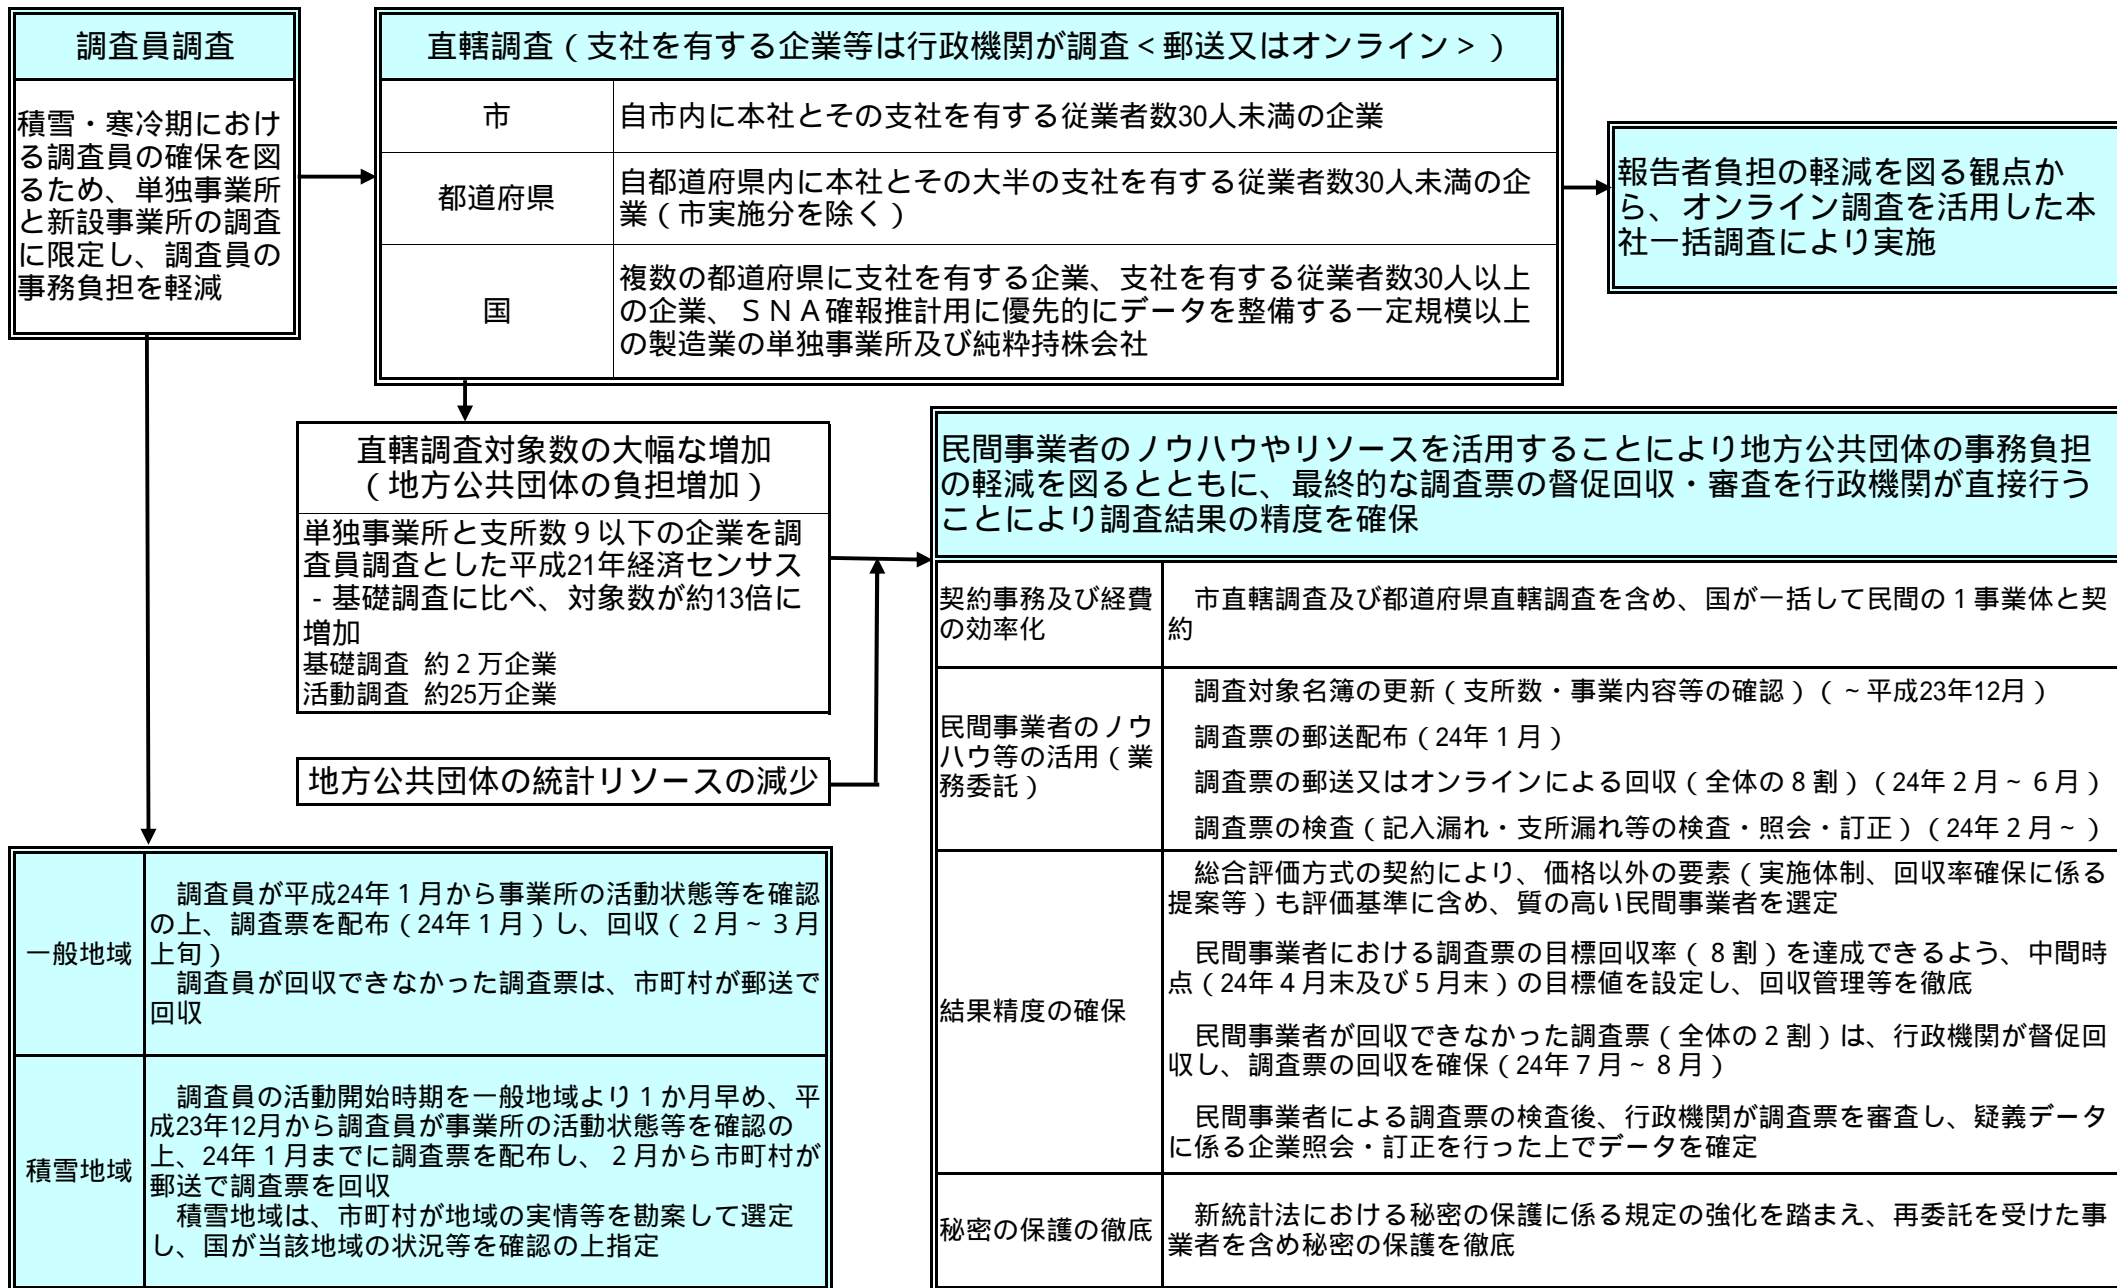 調査員調査
積雪・寒冷期におけ
る調査員の確保を図
るため、単独事業所
と新設事業所の調査
に限定し、調査員の
事務負担を軽減
直轄調査（支社を有する企業等は行政機関が調査＜郵送又はオンライン＞）
市
自市内に本社とその支社を有する従業者数30人未満の企業
都道府県
自都道府県内に本社とその大半の支社を有する従業者数30人未満の企
業（市実施分を除く）
国
複数の都道府県に支社を有する企業、支社を有する従業者数30人以上
の企業、ＳＮＡ確報推計用に優先的にデータを整備する一定規模以上
の製造業の単独事業所及び純粋持株会社
報告者負担の軽減を図る観点か
ら、オンライン調査を活用した本
社一括調査により実施
直轄調査対象数の大幅な増加
（地方公共団体の負担増加）
単独事業所と支所数９以下の企業を調
査員調査とした平成21年経済センサス
‐基礎調査に比べ、対象数が約13倍に
増加
基礎調査 約２万企業
活動調査 約25万企業
地方公共団体の統計リソースの減少
民間事業者のノウハウやリソースを活用することにより地方公共団体の事務負担
の軽減を図るとともに、最終的な調査票の督促回収・審査を行政機関が直接行う
ことにより調査結果の精度を確保
契約事務及び経費
の効率化
市直轄調査及び都道府県直轄調査を含め、国が一括して民間の１事業体と契
約
民間事業者のノウ
ハウ等の活用（業
務委託）
調査対象名簿の更新（支所数・事業内容等の確認）（～平成23年12月）
調査票の郵送配布（24年１月）
調査票の郵送又はオンラインによる回収（全体の８割）（24年２月～６月）
調査票の検査（記入漏れ・支所漏れ等の検査・照会・訂正）（24年２月～）
結果精度の確保
総合評価方式の契約により、価格以外の要素（実施体制、回収率確保に係る
提案等）も評価基準に含め、質の高い民間事業者を選定
民間事業者における調査票の目標回収率（８割）を達成できるよう、中間時
点（24年４月末及び５月末）の目標値を設定し、回収管理等を徹底
民間事業者が回収できなかった調査票（全体の２割）は、行政機関が督促回
収し、調査票の回収を確保（24年７月～８月）
民間事業者による調査票の検査後、行政機関が調査票を審査し、疑義データ
に係る企業照会・訂正を行った上でデータを確定
秘密の保護の徹底
新統計法における秘密の保護に係る規定の強化を踏まえ、再委託を受けた事
業者を含め秘密の保護を徹底
一般地域
調査員が平成24年１月から事業所の活動状態等を確認
の上、調査票を配布（24年１月）し、回収（２月～３月
上旬）
調査員が回収できなかった調査票は、市町村が郵送で
回収
積雪地域
調査員の活動開始時期を一般地域より１か月早め、平
成23年12月から調査員が事業所の活動状態等を確認の
上、24年１月までに調査票を配布し、２月から市町村が
郵送で調査票を回収
積雪地域は、市町村が地域の実情等を勘案して選定
し、国が当該地域の状況等を確認の上指定